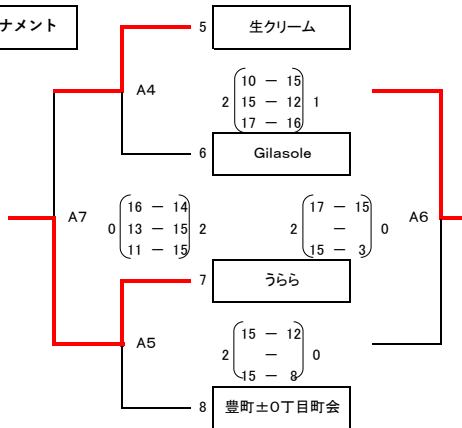 ナメント
5 生クリーム
A4
10 － 15
2 15 － 12 1
17 － 16
6 Gilasole
A7
16 － 14
0 13 － 15 2
11 － 15
17 － 15
2 － 0
15 － 3
A6
7 うらら
A5
15 － 12
2 － 0
15 － 8
8 豊町±0丁目町会